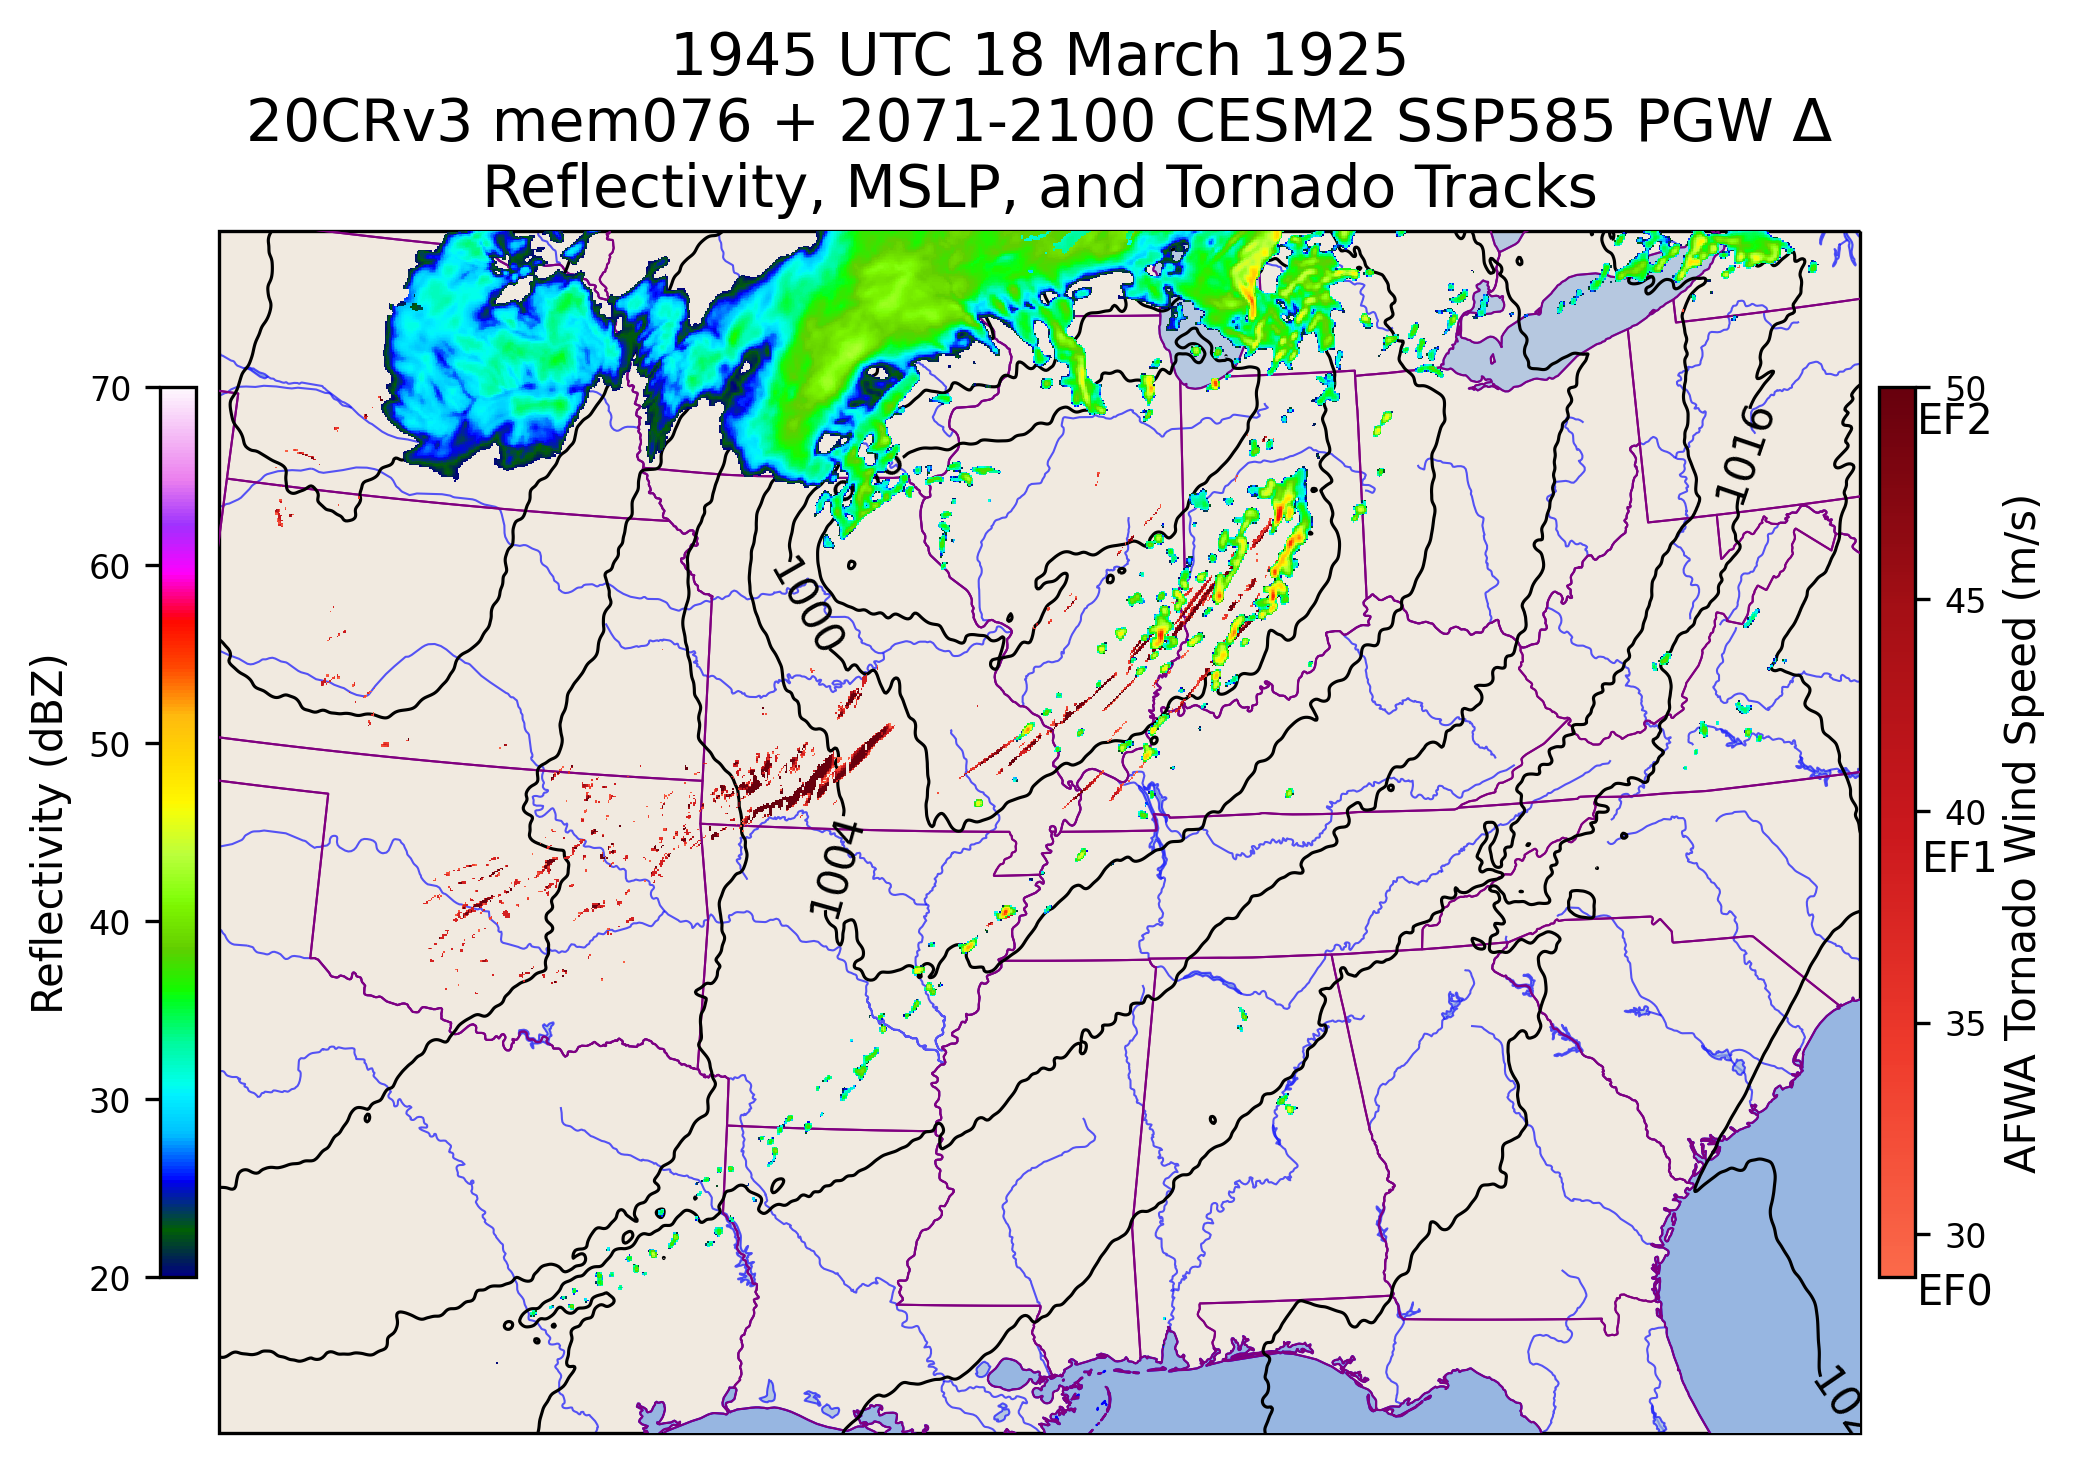 1945 UTC 18 March 1925
20CRv3 mem076 + 2071-2100 CESM2 SSP585 PGW Δ
Reflectivity, MSLP, and Tornado Tracks
70
60
50
40
30
20
Reflectivity (dBZ)
1000
1004
1016
50
EF2
45
40
EF1
35
30
EF0
AFWA Tornado Wind Speed (m/s)